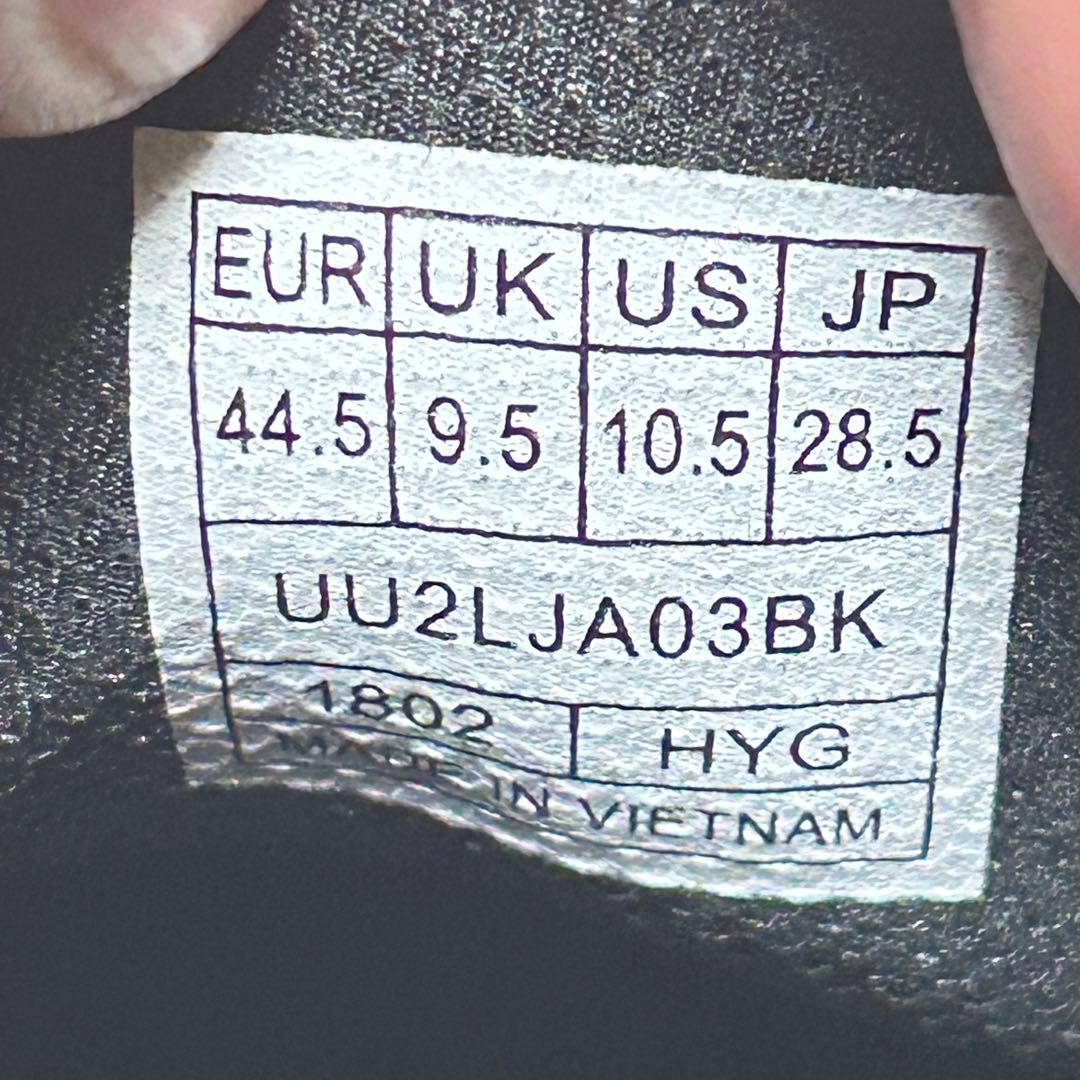 EUR UK US JP
44.5 9.5 10.5 28.5
UU2LJA03BK
1802 HYG
MADE IN VIETNAM